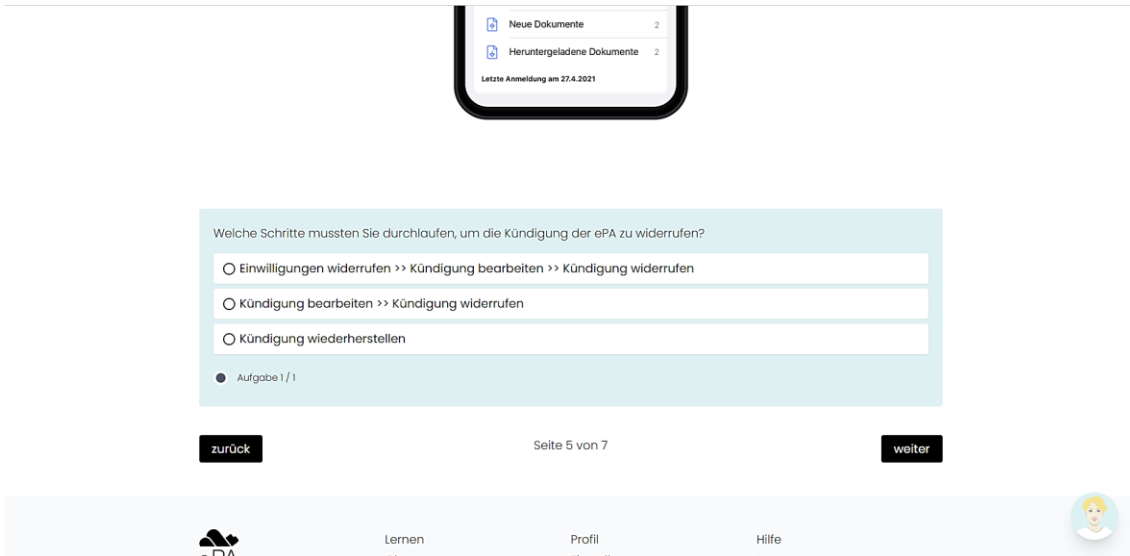 Neue Dokumente 2
Heruntergeladene Dokumente 2
Letzte Anmeldung am 27.4.2021
Welche Schritte mussten Sie durchlaufen, um die Kündigung der ePA zu widerrufen?
Einwilligungen widerrufen >> Kündigung bearbeiten >> Kündigung widerrufen
Kündigung bearbeiten >> Kündigung widerrufen
Kündigung wiederherstellen
Aufgabe 1 / 1
zurück Seite 5 von 7 weiter
Lernen Profil Hilfe
ePA